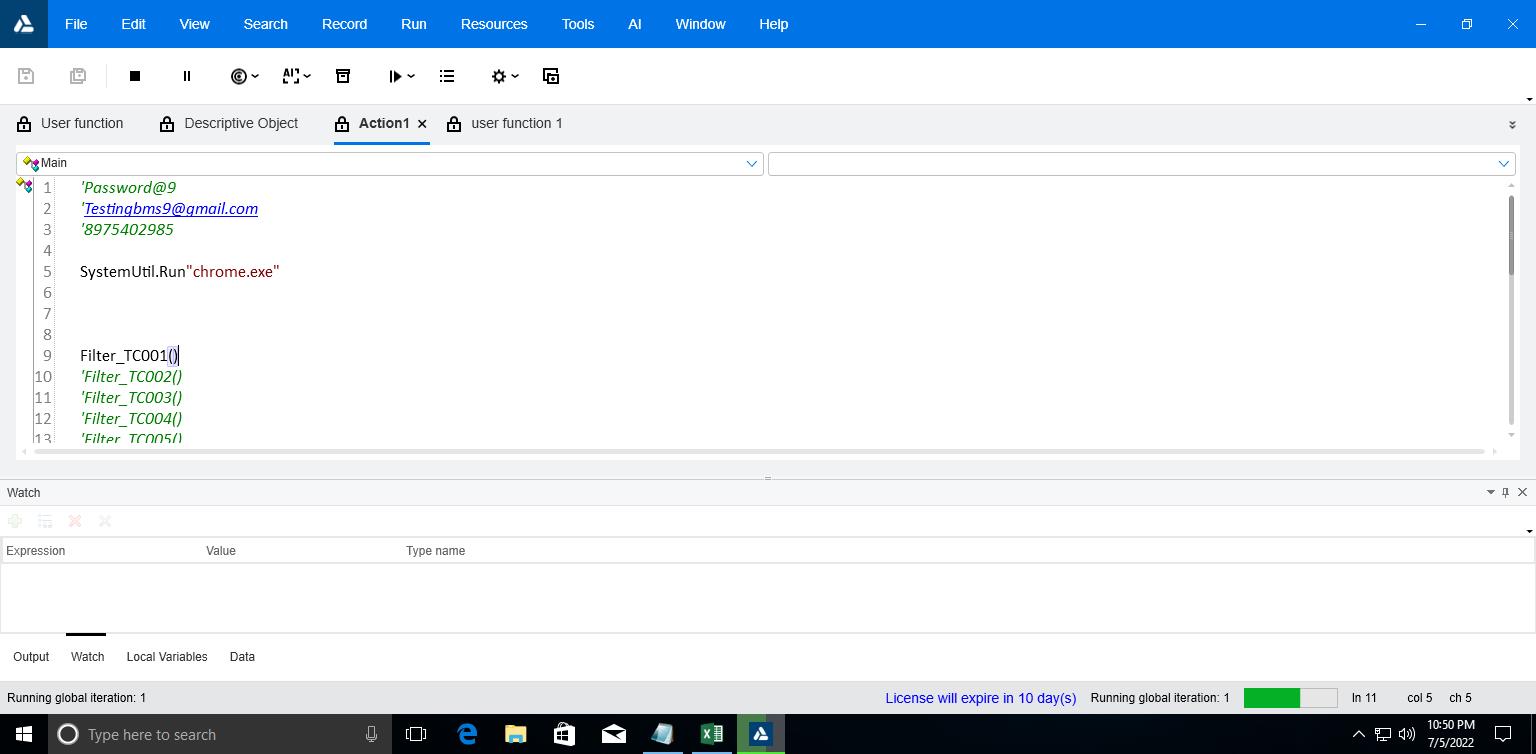 File Edit View Search Record Run Resources Tools AI Window Help
AI
User function Descriptive Object Action1 user function 1
Main
1 'Password@9
2 'Testingbms9@gmail.com
3 '8975402985
4
5 SystemUtil.Run"chrome.exe"
6
7
8
9 Filter_TC001()
10 'Filter_TC002()
11 'Filter_TC003()
12 'Filter_TC004()
13 'Filter_TC005()
Watch
Expression Value Type name
Output Watch Local Variables Data
Running global iteration: 1 License will expire in 10 day(s) Running global iteration: 1 ln 11 col 5 ch 5
Type here to search 10:50 PM
7/5/2022